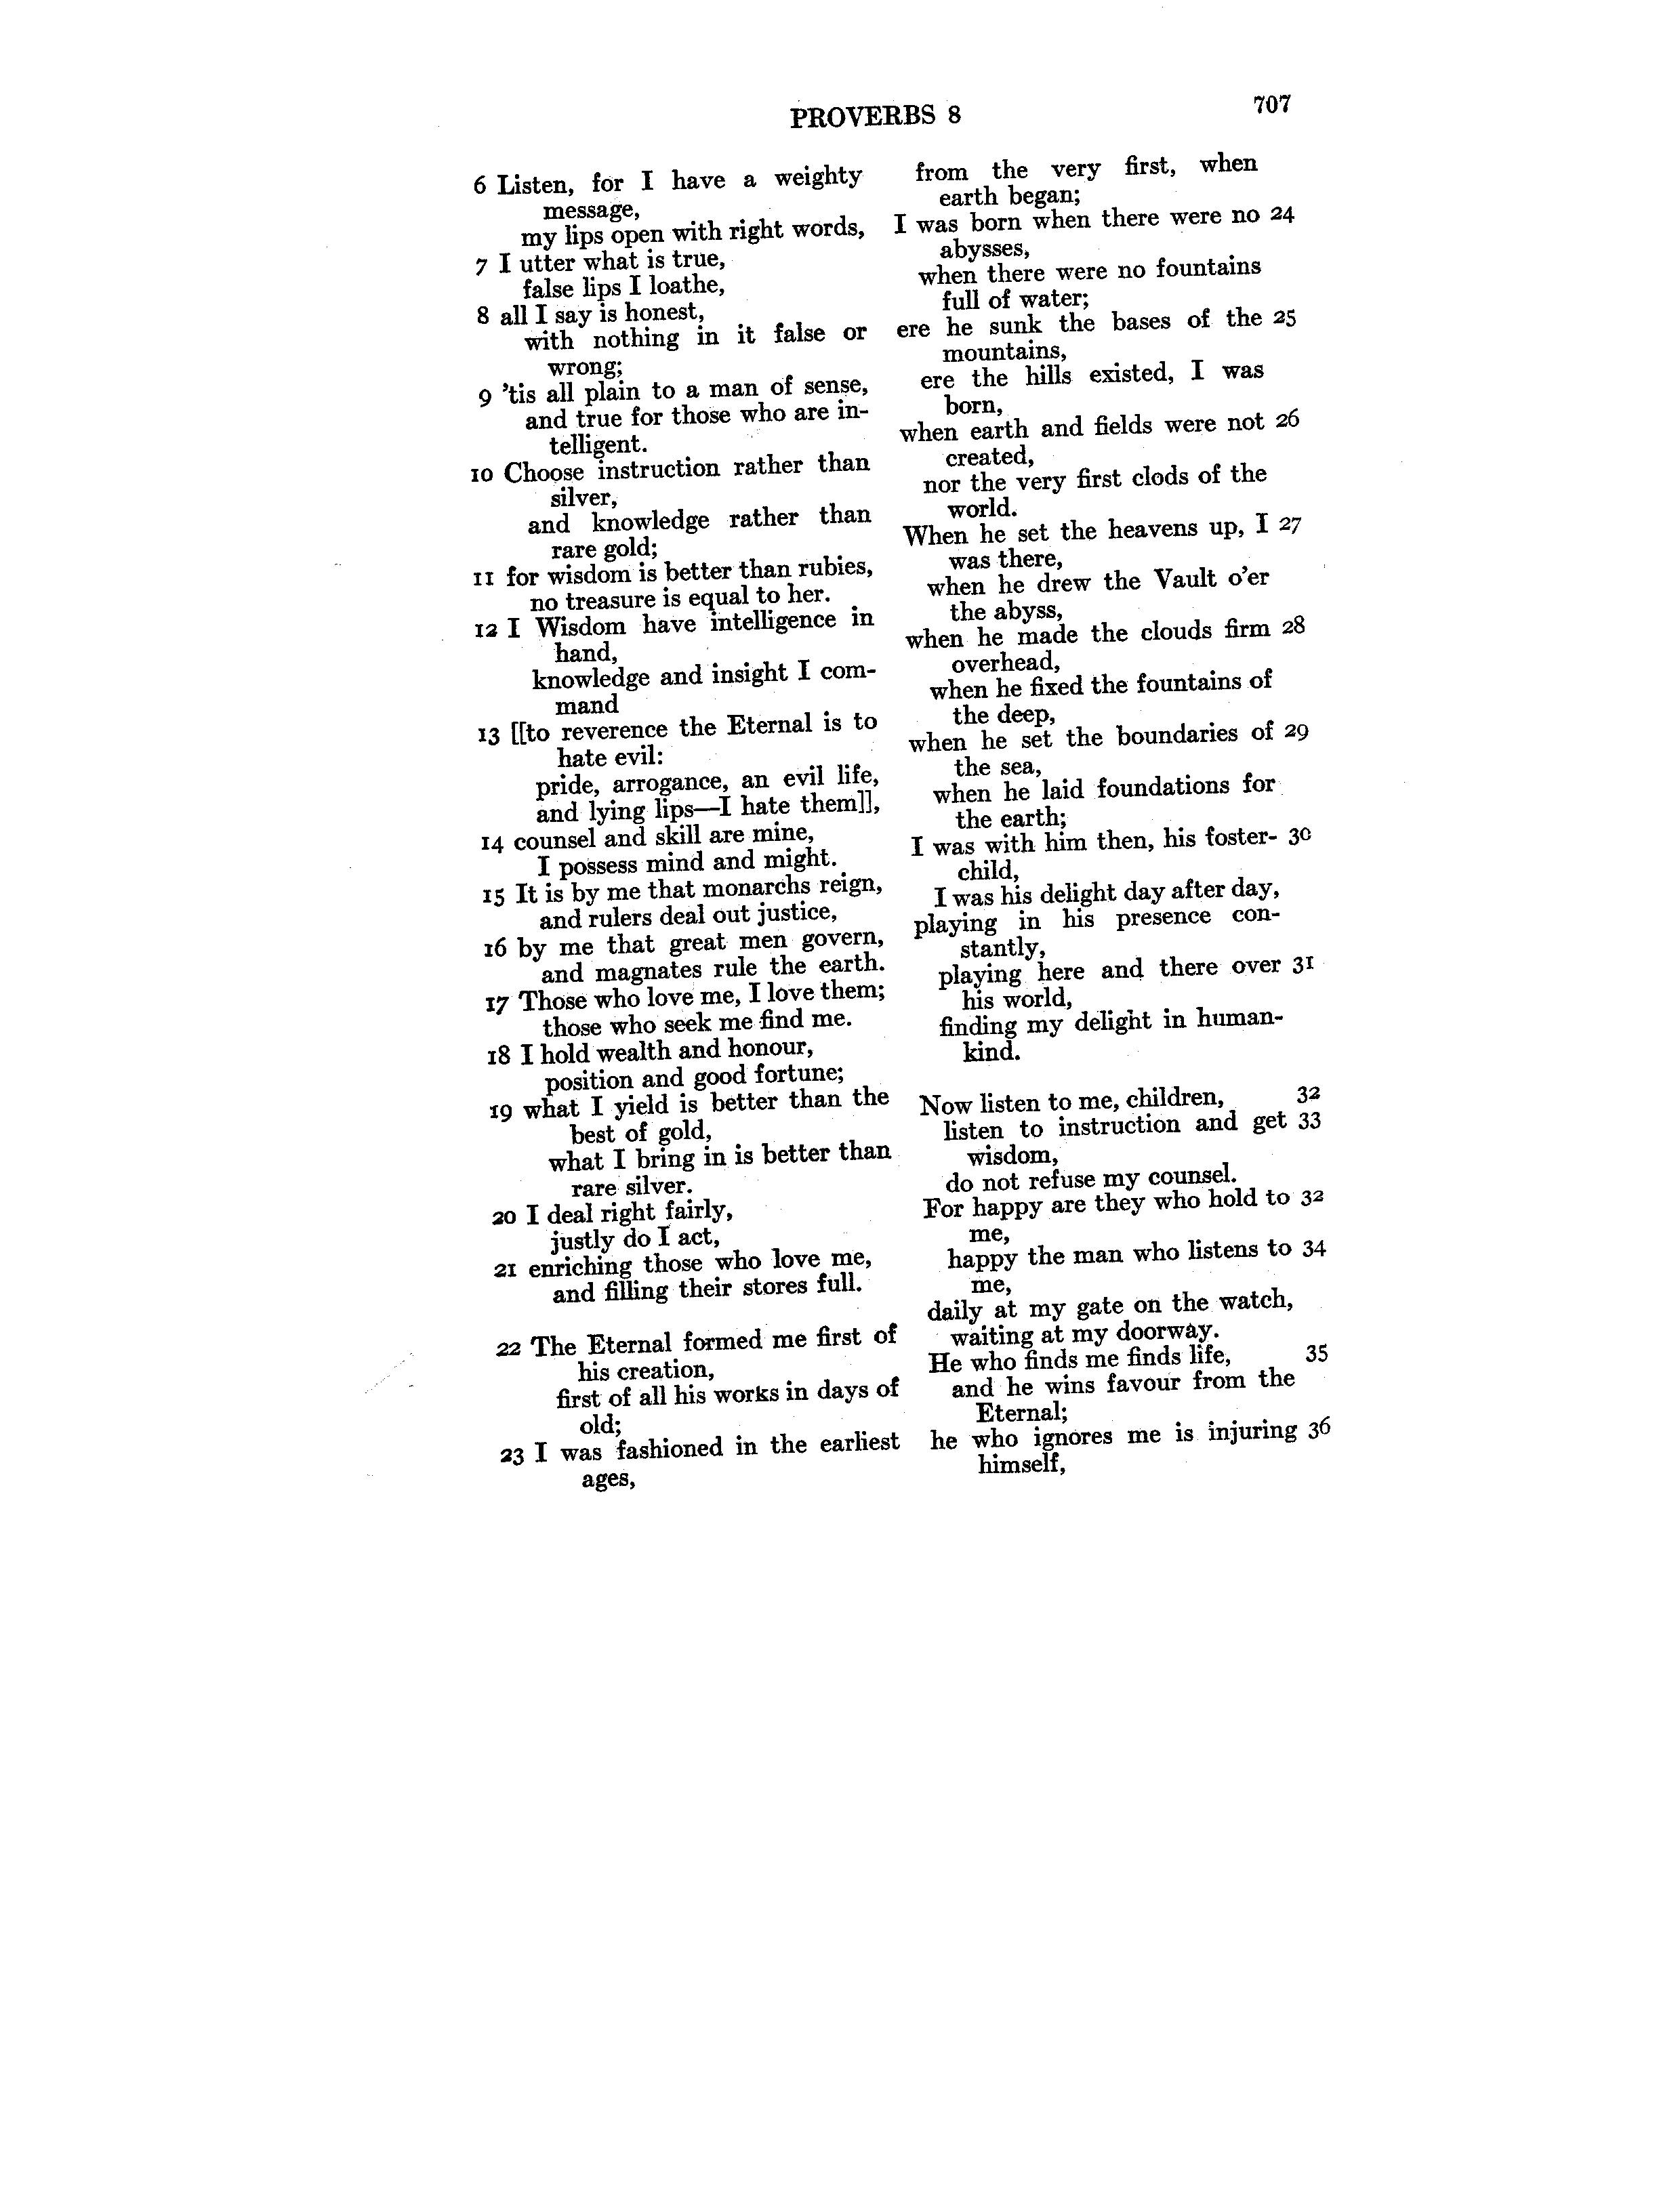 PROVERBS 8
707
6 Listen, for I have a weighty
message,
my lips open with right words,
7 I utter what is true,
false lips I loathe,
8 all I say is honest,
with nothing in it false or
wrong;
9 'tis all plain to a man of sense,
and true for those who are in-
telligent.
10 Choose instruction rather than
silver,
and knowledge rather than
rare gold;
11 for wisdom is better than rubies,
no treasure is equal to her.
12 I Wisdom have intelligence in
hand,
knowledge and insight I com-
mand
13 [[to reverence the Eternal is to
hate evil:
pride, arrogance, an evil life,
and lying lips—I hate them]],
14 counsel and skill are mine,
I possess mind and might.
15 It is by me that monarchs reign,
and rulers deal out justice,
16 by me that great men govern,
and magnates rule the earth.
17 Those who love me, I love them;
those who seek me find me.
18 I hold wealth and honour,
position and good fortune;
19 what I yield is better than the
best of gold,
what I bring in is better than
rare silver.
20 I deal right fairly,
justly do I act,
21 enriching those who love me,
and filling their stores full.
22 The Eternal formed me first of
his creation,
first of all his works in days of
old;
23 I was fashioned in the earliest
ages,
from the very first, when
earth began;
I was born when there were no 24
abysses,
when there were no fountains
full of water;
ere he sunk the bases of the 25
mountains,
ere the hills existed, I was
born,
when earth and fields were not 26
created,
nor the very first clods of the
world.
When he set the heavens up, I 27
was there,
when he drew the Vault o'er
the abyss,
when he made the clouds firm 28
overhead,
when he fixed the fountains of
the deep,
when he set the boundaries of 29
the sea,
when he laid foundations for
the earth;
I was with him then, his foster- 30
child,
I was his delight day after day,
playing in his presence con-
stantly,
playing here and there over 31
his world,
finding my delight in human-
kind.
Now listen to me, children, 32
listen to instruction and get 33
wisdom,
do not refuse my counsel.
For happy are they who hold to 32
me,
happy the man who listens to 34
me,
daily at my gate on the watch,
waiting at my doorway.
He who finds me finds life, 35
and he wins favour from the
Eternal;
he who ignores me is injuring 36
himself,